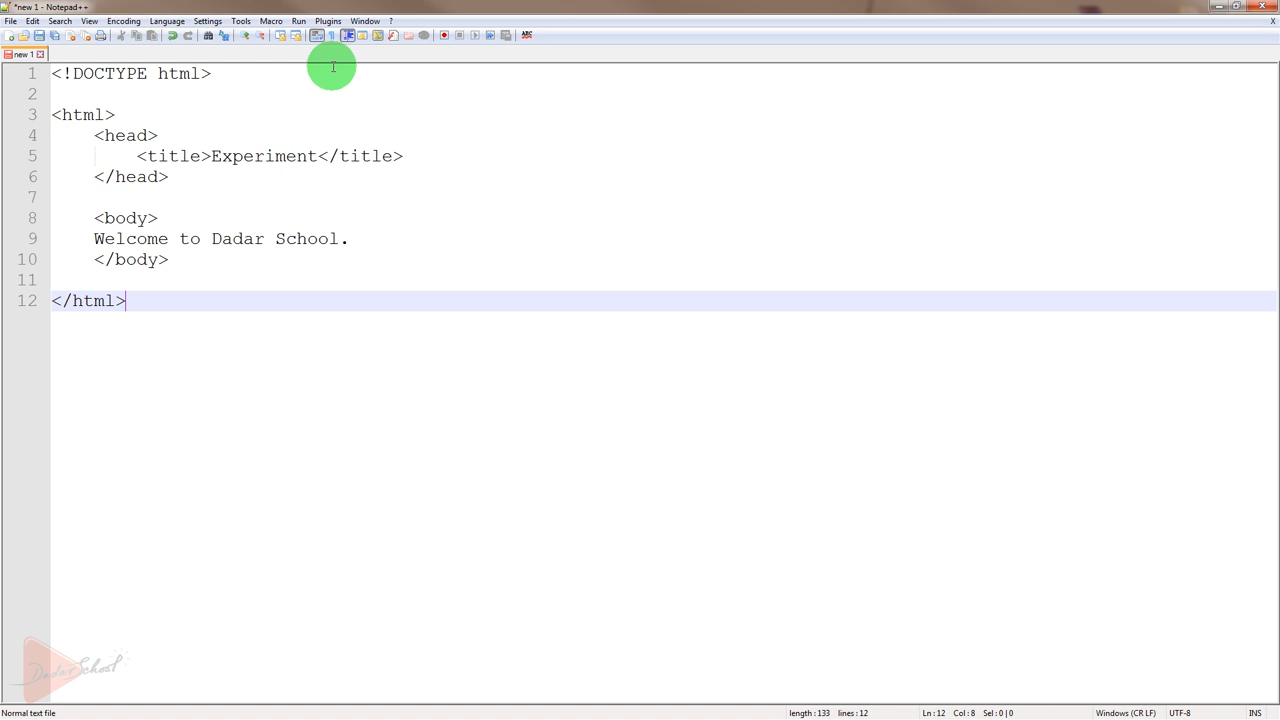 *new 1 - Notepad++
File Edit Search View Encoding Language Settings Tools Macro Run Plugins Window ? X
ABC
new 1
1 <!DOCTYPE html>
2
3 <html>
4 <head>
5 <title>Experiment</title>
6 </head>
7
8 <body>
9 Welcome to Dadar School.
10 </body>
11
12 </html>
Dadar School
Normal text file length : 133 lines : 12 Ln : 12 Col : 8 Sel : 0 | 0 Windows (CR LF) UTF-8 INS